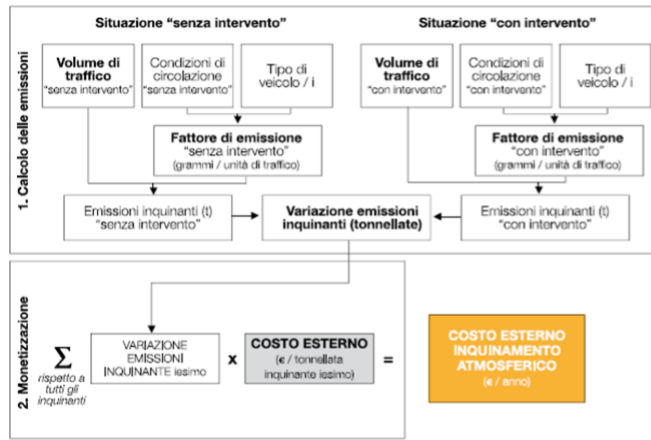 Situazione “senza intervento”
Situazione “con intervento”
1. Calcolo delle emissioni
Volume di
traffico
“senza intervento”
Condizioni di
circolazione
“senza intervento”
Tipo di
veicolo / i
Volume di
traffico
“con intervento”
Condizioni di
circolazione
“con intervento”
Tipo di
veicolo / i
Fattore di emissione
“senza intervento”
(grammi / unità di traffico)
Fattore di emissione
“con intervento”
(grammi / unità di traffico)
Emissioni inquinanti (t)
“senza intervento”
Variazione emissioni
inquinanti (tonnellate)
Emissioni inquinanti (t)
“con intervento”
2. Monetizzazione
Σ
rispetto a
tutti gli
inquinanti
VARIAZIONE
EMISSIONI
INQUINANTE iesimo
x
COSTO ESTERNO
(€ / tonnellata
inquinante iesimo)
=
COSTO ESTERNO
INQUINAMENTO
ATMOSFERICO
(€ / anno)